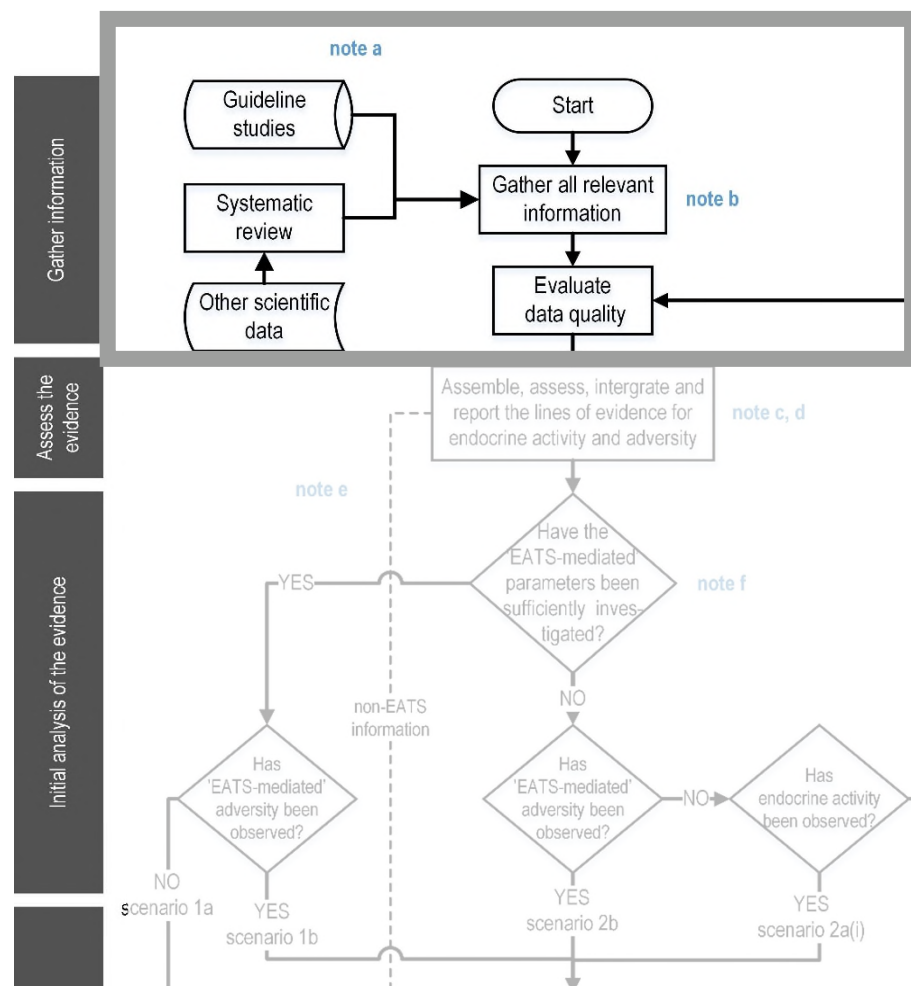 note a
Guideline
studies
Start
Gather information
Systematic
review
Gather all relevant
information
note b
Other scientific
data
Evaluate
data quality
Assess the
evidence
Assemble, assess, intergrate and
report the lines of evidence for
endocrine activity and adversity
note c, d
note e
Initial analysis of the evidence
Have the
'EATS-mediated'
parameters been
sufficiently inves-
tigated?
note f
YES
NO
non-EATS
information
Has
'EATS-mediated'
adversity been
observed?
Has
'EATS-mediated'
adversity been
observed?
NO
Has
endocrine activity
been observed?
NO
scenario 1a
YES
scenario 1b
YES
scenario 2b
YES
scenario 2a(i)